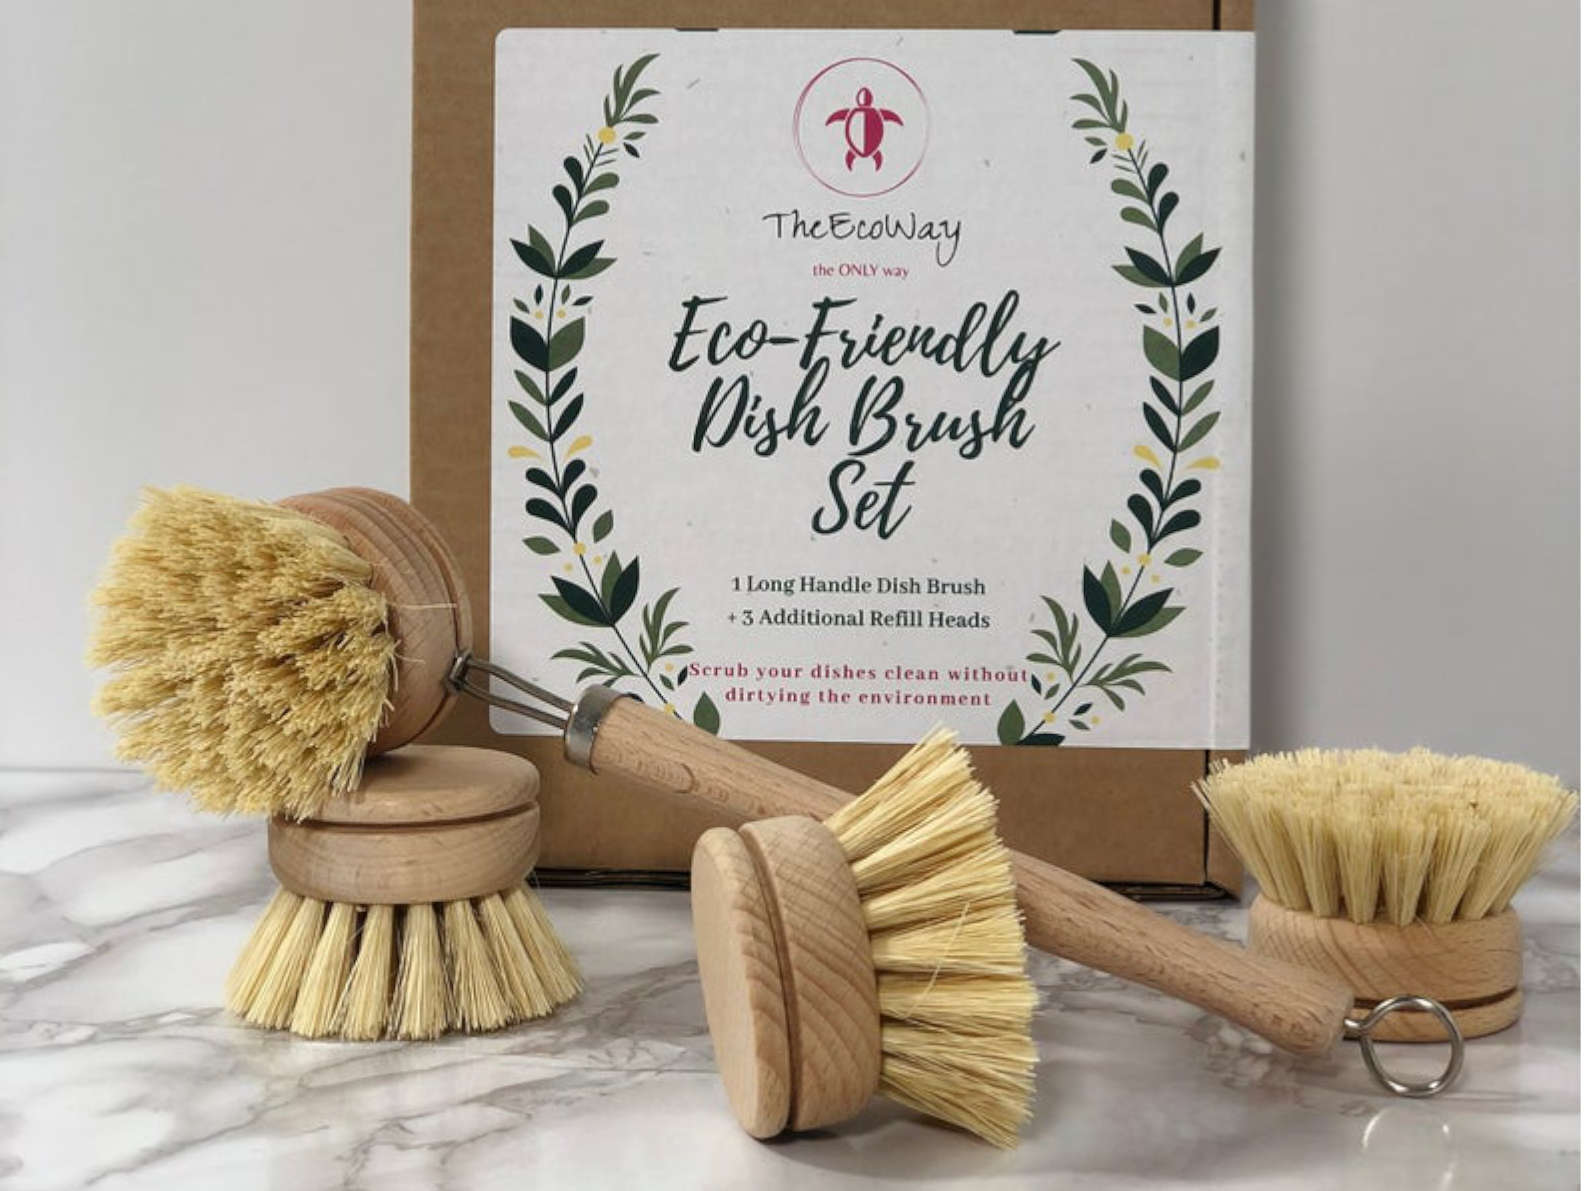 TheEcoWay
the ONLY way
Eco-Friendly
Dish Brush
Set
1 Long Handle Dish Brush
+ 3 Additional Refill Heads
Scrub your dishes clean without
dirtying the environment